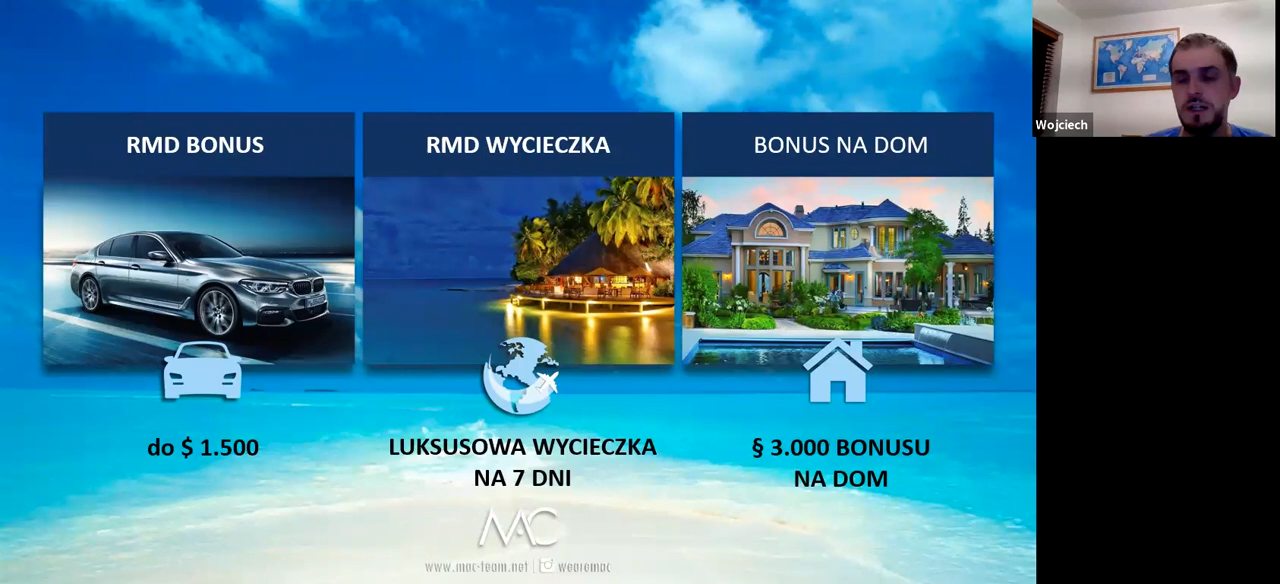 RMD BONUS
RMD WYCIECZKA
BONUS NA DOM
Wojciech
do $ 1.500
LUKSUSOWA WYCIECZKA
NA 7 DNI
§ 3.000 BONUSU
NA DOM
MAC
www.mac-team.net | wearemac